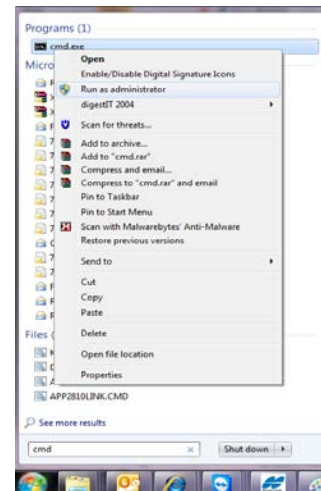 Programs (1)
cmd.exe
Micro
Open
Enable/Disable Digital Signature Icons
Run as administrator
digestIT 2004
Scan for threats...
Add to archive...
Add to "cmd.rar"
Compress and email...
Compress to "cmd.rar" and email
Pin to Taskbar
Pin to Start Menu
Scan with Malwarebytes' Anti-Malware
Restore previous versions
Send to
Cut
Copy
Paste
Delete
Open file location
Properties
Files (
APP2810LINK.CMD
See more results
cmd
Shut down